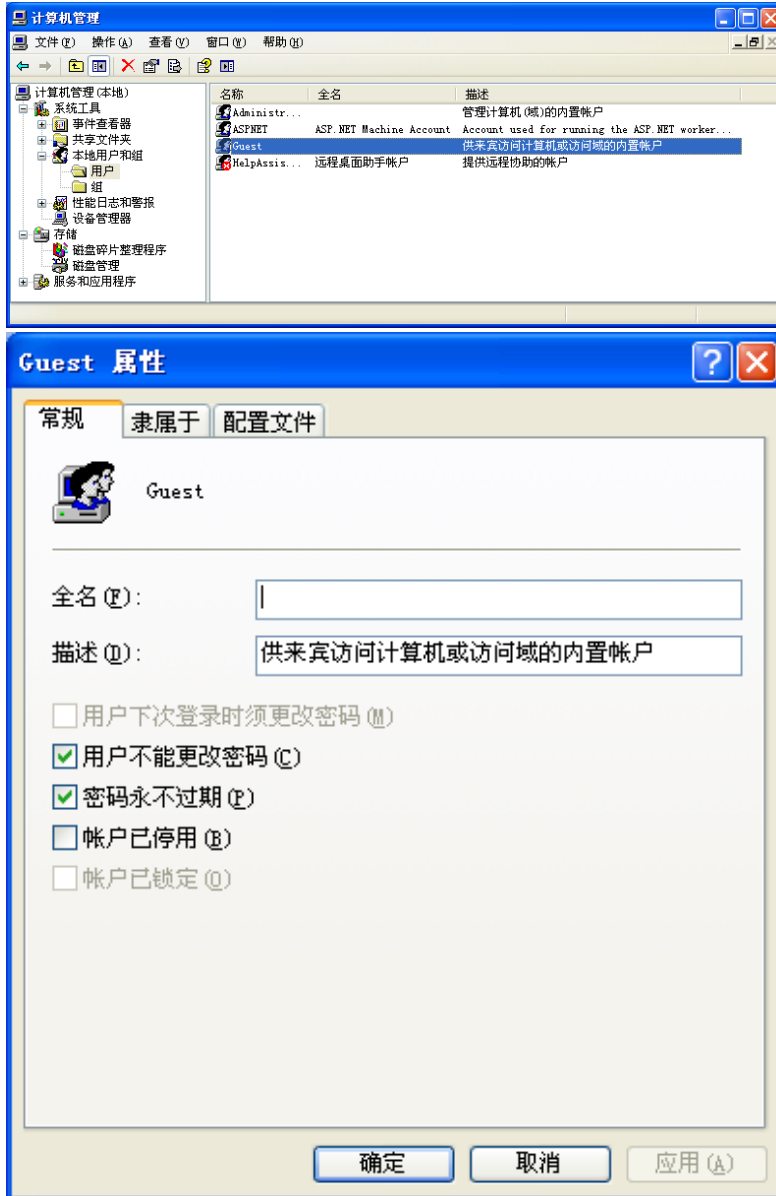 计算机管理
文件(F) 操作(A) 查看(V) 窗口(W) 帮助(H)
计算机管理(本地)
系统工具
事件查看器
共享文件夹
本地用户和组
用户
组
性能日志和警报
设备管理器
存储
磁盘碎片整理程序
磁盘管理
服务和应用程序
名称 全名 描述
Administr... 管理计算机(域)的内置帐户
ASPNET ASP.NET Machine Account Account used for running the ASP.NET worker...
Guest 供来宾访问计算机或访问域的内置帐户
HelpAssis... 远程桌面助手帐户 提供远程协助的帐户
Guest 属性
常规 隶属于 配置文件
Guest
全名(F):
描述(D): 供来宾访问计算机或访问域的内置帐户
用户下次登录时须更改密码(M)
用户不能更改密码(C)
密码永不过期(P)
帐户已停用(B)
帐户已锁定(O)
确定 取消 应用(A)